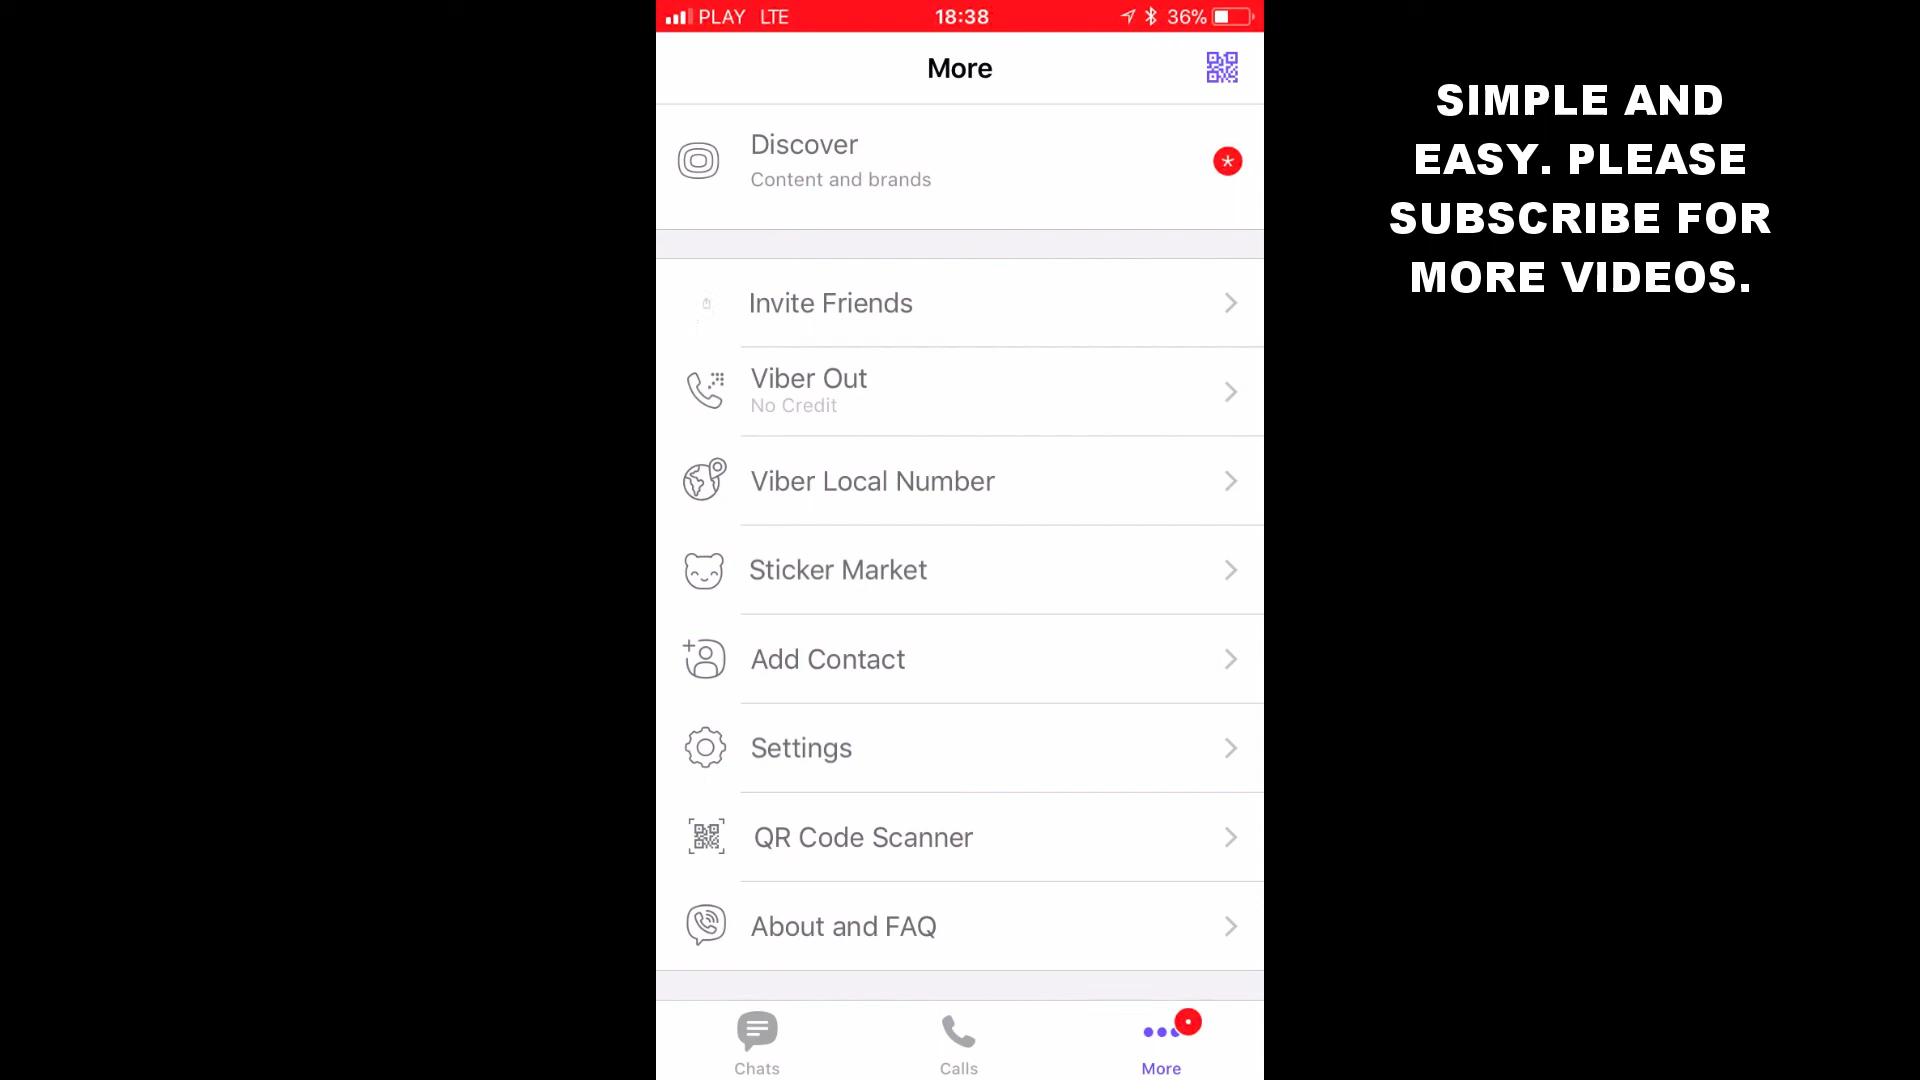 PLAY LTE 18:38 36%
More
Discover
Content and brands
Invite Friends
Viber Out
No Credit
Viber Local Number
Sticker Market
Add Contact
Settings
QR Code Scanner
About and FAQ
Chats Calls More
SIMPLE AND
EASY. PLEASE
SUBSCRIBE FOR
MORE VIDEOS.